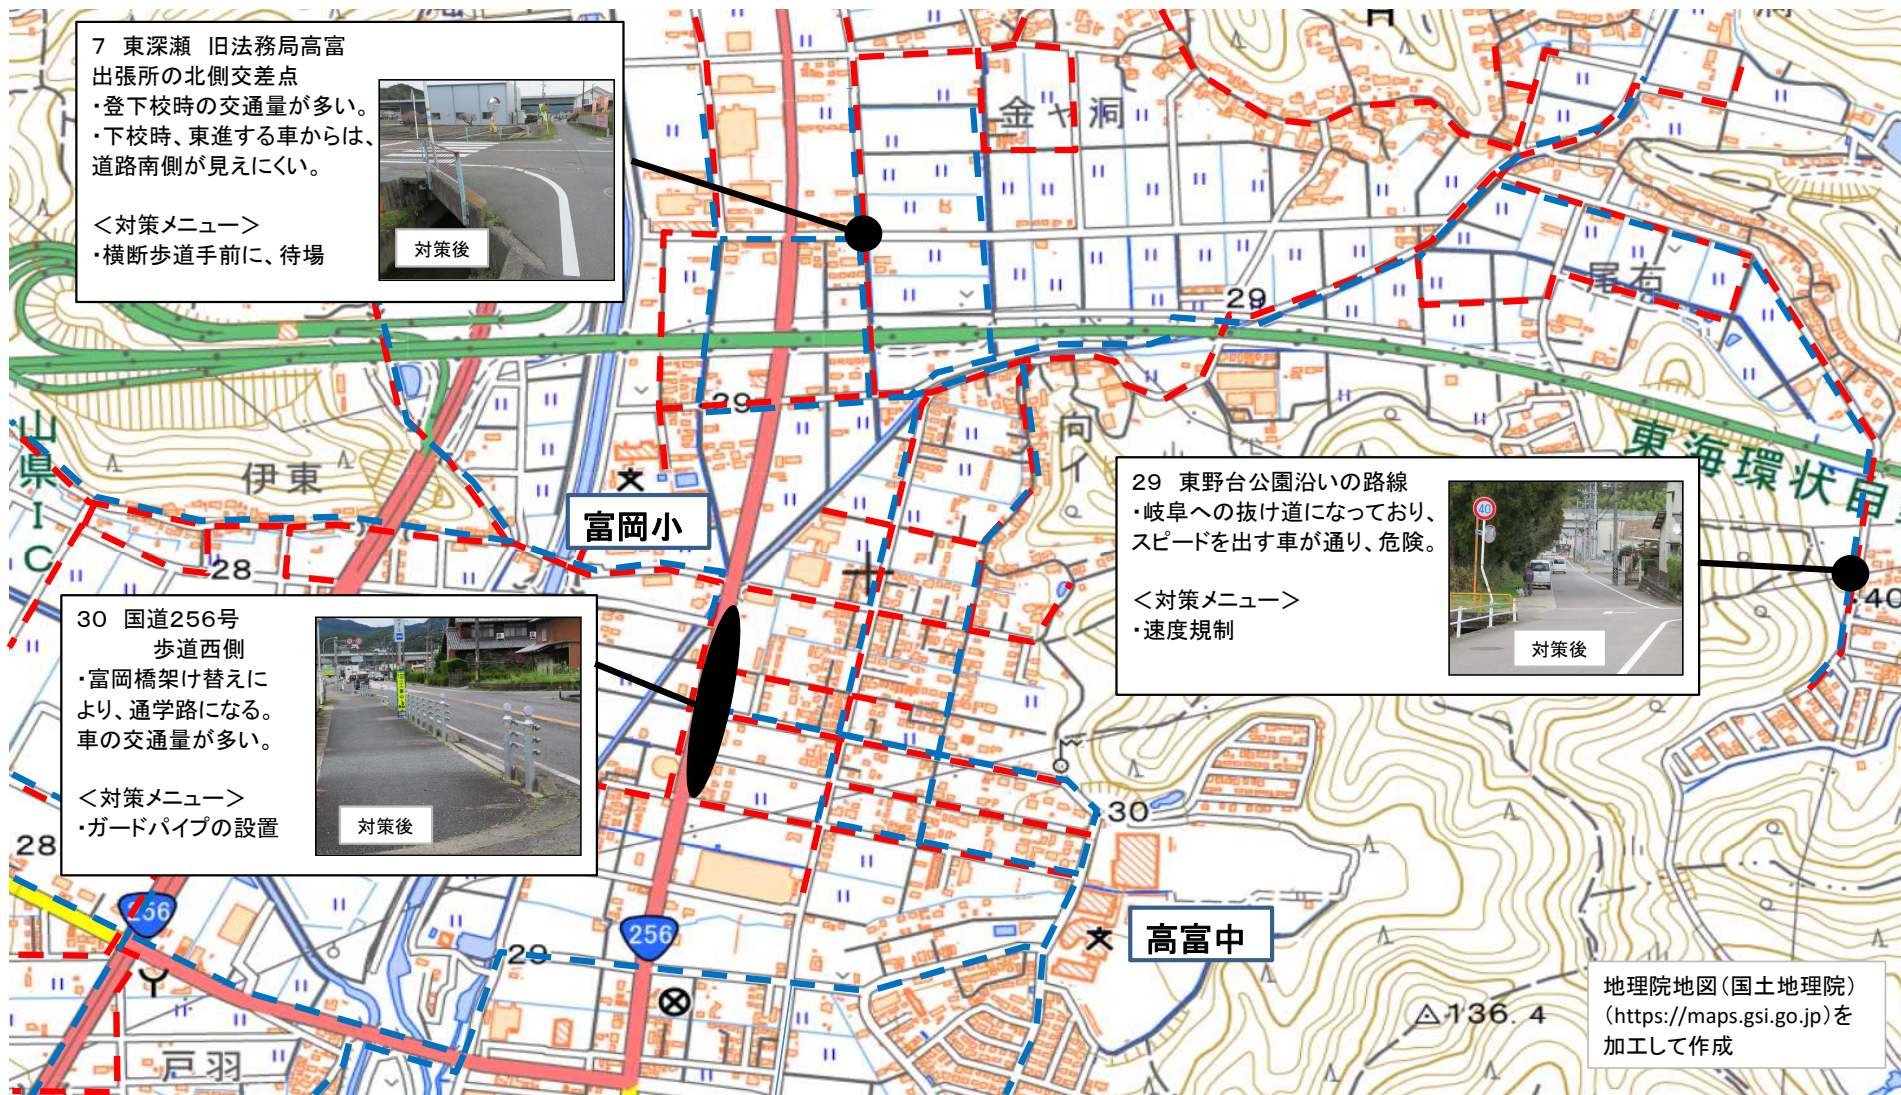 7　東深瀬　旧法務局高富
出張所の北側交差点
・登下校時の交通量が多い。
・下校時、東進する車からは、
道路南側が見えにくい。
＜対策メニュー＞
・横断歩道手前に、待場
対策後
金ヶ洞
尾右
29
29
山県IC
伊東
向イ山
東海環状自
富岡小
28
29　東野台公園沿いの路線
・岐阜への抜け道になっており、
スピードを出す車が通り、危険。
＜対策メニュー＞
・速度規制
40
対策後
40
30　国道256号
歩道西側
・富岡橋架け替えに
より、通学路になる。
車の交通量が多い。
＜対策メニュー＞
・ガードパイプの設置
対策後
30
28
256
256
29
高富中
戸羽
136.4
地理院地図（国土地理院）
（https://maps.gsi.go.jp）を
加工して作成